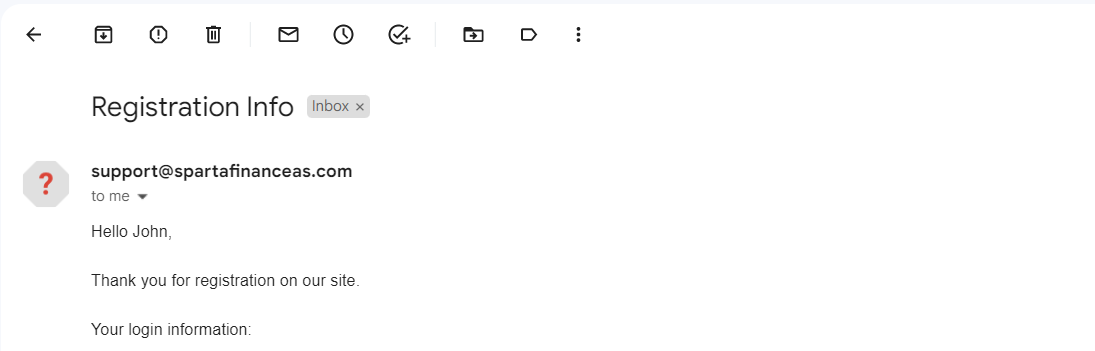 Registration Info Inbox ×
support@spartafinanceas.com
?
to me
Hello John,
Thank you for registration on our site.
Your login information: